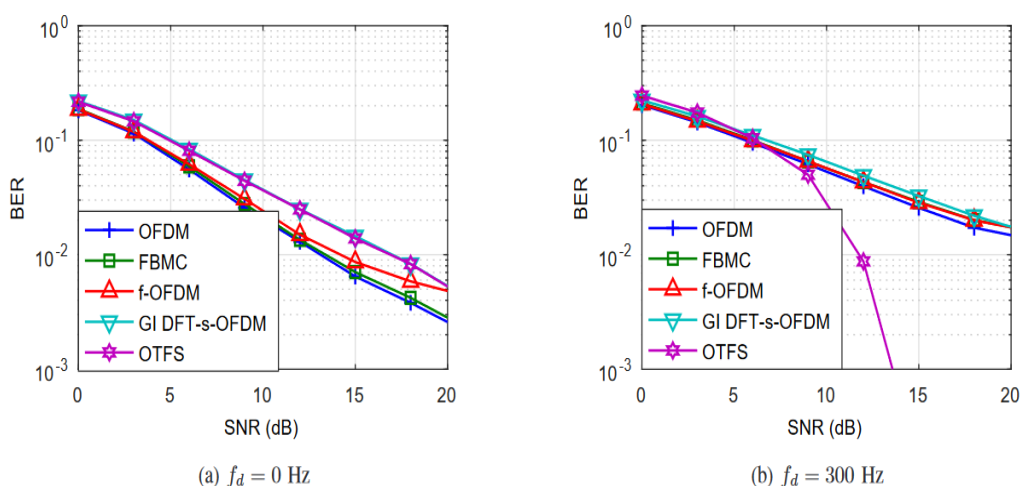 10^0
10^-1
10^-2
10^-3
BER
OFDM
FBMC
f-OFDM
GI DFT-s-OFDM
OTFS
0 5 10 15 20
SNR (dB)
(a) f_d = 0 Hz
10^0
10^-1
10^-2
10^-3
BER
OFDM
FBMC
f-OFDM
GI DFT-s-OFDM
OTFS
0 5 10 15 20
SNR (dB)
(b) f_d = 300 Hz